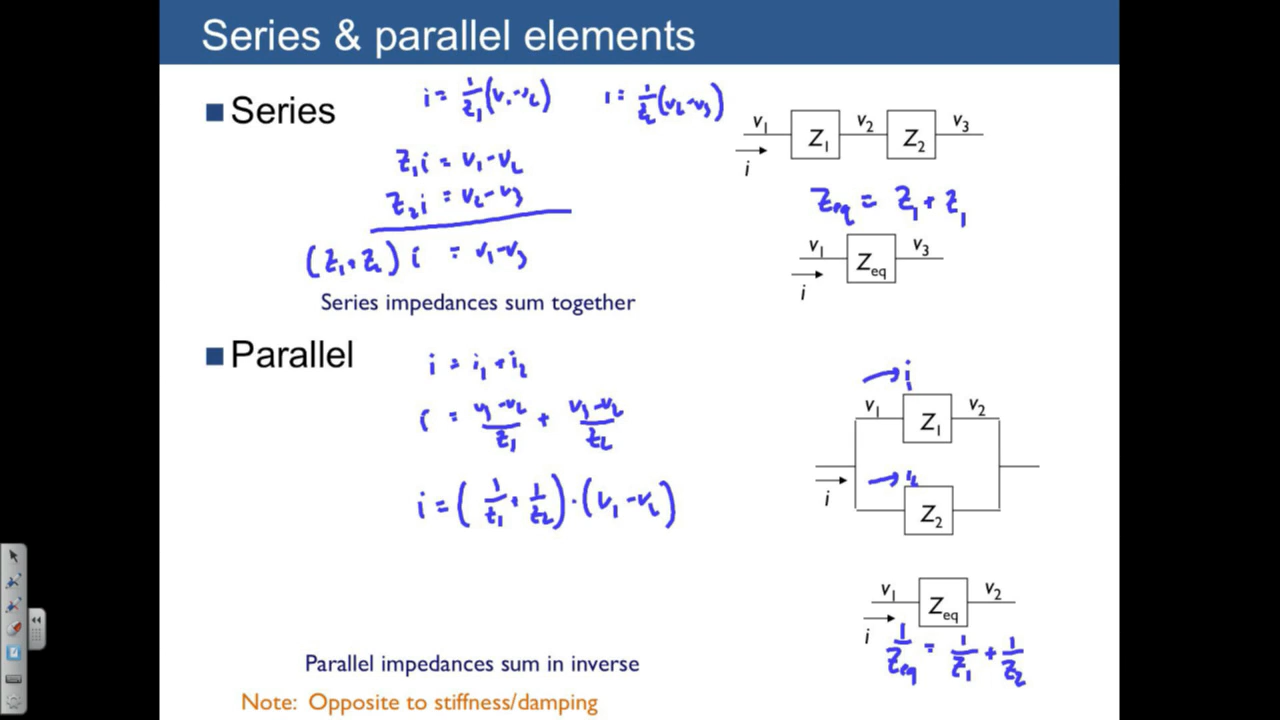 Series & parallel elements
Series
i = 1/Z₁ (v₁-v₂)
i = 1/Z₂ (v₂-v₃)
Z₁ i = v₁-v₂
Z₂ i = v₂-v₃
(Z₁+Z₂) i = v₁-v₃
Series impedances sum together
v₁ Z₁ v₂ Z₂ v₃
i
Zeq = Z₁ + Z₁
v₁ Zeq v₃
i
Parallel
i = i₁ + i₂
i = (v₁-v₂)/Z₁ + (v₁-v₂)/Z₂
i = (1/Z₁ + 1/Z₂)·(v₁-v₂)
i₁
v₁ Z₁ v₂
i i₂
Z₂
v₁ Zeq v₂
i
1/Zeq = 1/Z₁ + 1/Z₂
Parallel impedances sum in inverse
Note: Opposite to stiffness/damping